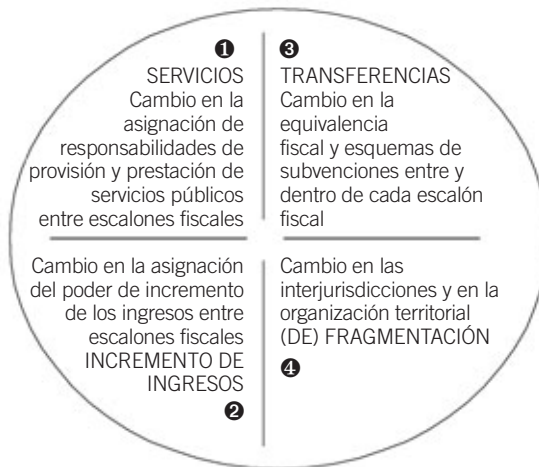 ❶
SERVICIOS
Cambio en la
asignación de
responsabilidades de
provisión y prestación de
servicios públicos
entre escalones fiscales
❸
TRANSFERENCIAS
Cambio en la
equivalencia
fiscal y esquemas de
subvenciones entre y
dentro de cada escalón
fiscal
Cambio en la asignación
del poder de incremento
de los ingresos entre
escalones fiscales
INCREMENTO DE
INGRESOS
❷
Cambio en las
interjurisdicciones y en la
organización territorial
(DE) FRAGMENTACIÓN
❹